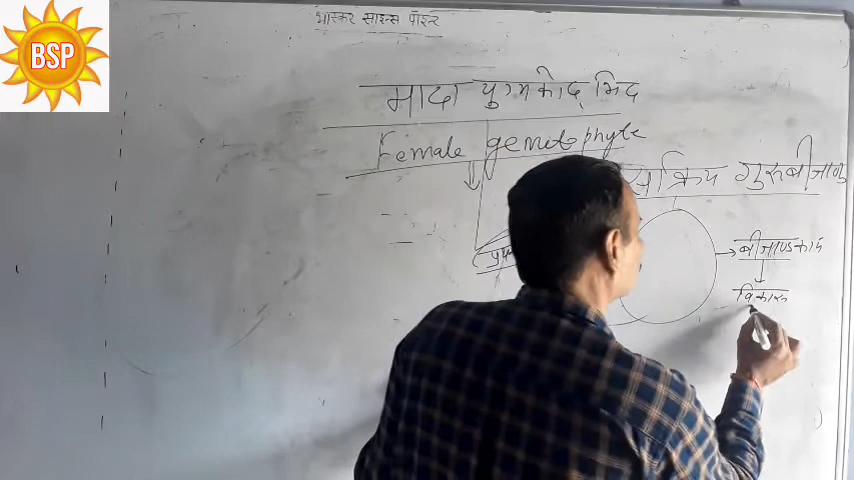 BSP
भास्कर साइन्स पॉइन्ट
मादा युग्मकोद् भिद
Female gemetophyte
सक्रिय गुरुबीजाणु
बीजाण्डकाय
विकास